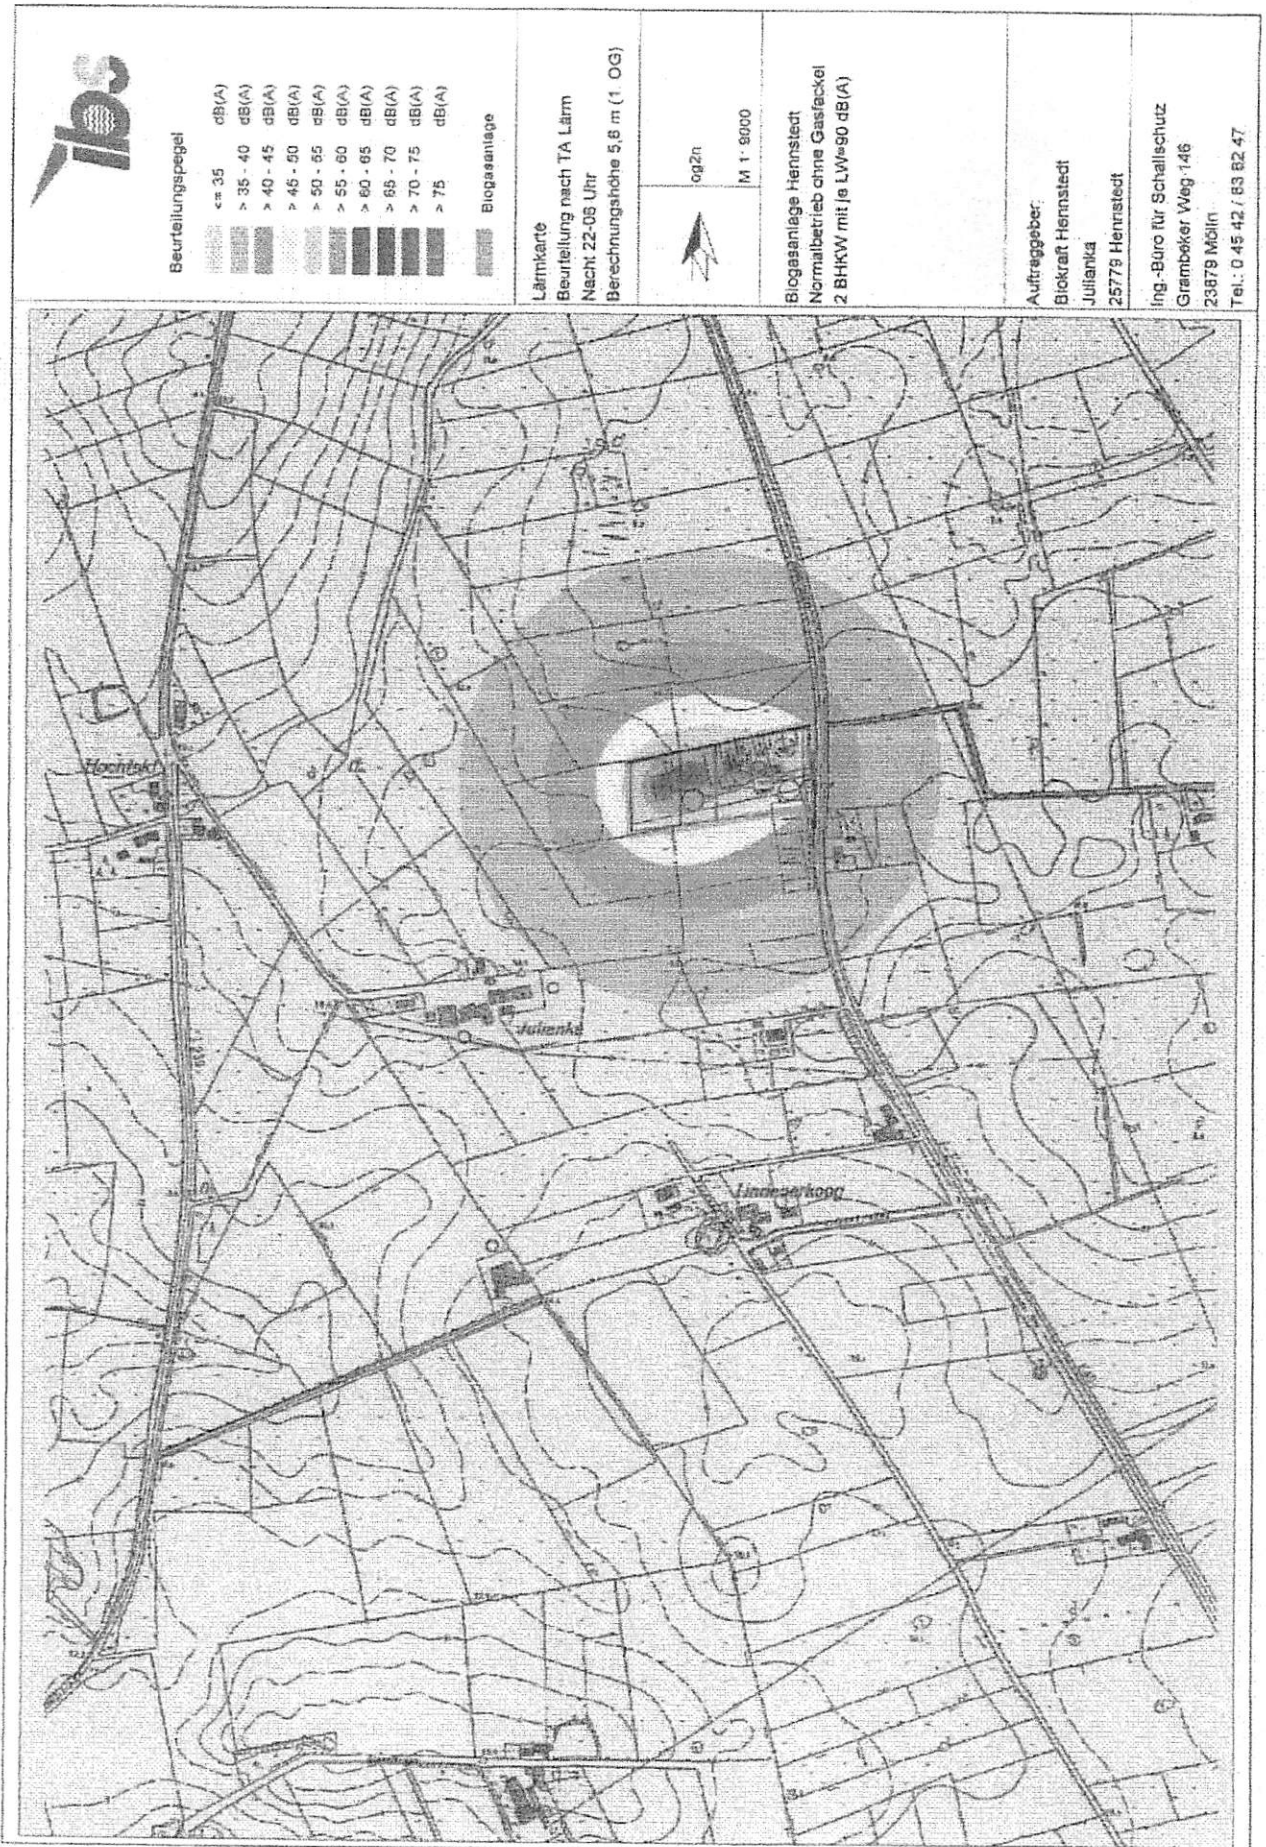 ibs
Beurteilungspegel
<= 35 dB(A)
> 35 - 40 dB(A)
> 40 - 45 dB(A)
> 45 - 50 dB(A)
> 50 - 55 dB(A)
> 55 - 60 dB(A)
> 60 - 65 dB(A)
> 65 - 70 dB(A)
> 70 - 75 dB(A)
> 75 dB(A)
Biogasanlage
Lärmkarte
Beurteilung nach TA Lärm
Nacht 22-06 Uhr
Berechnungshöhe 5,6 m (1. OG)
og2n
M 1: 9000
Biogasanlage Hennstedt
Normalbetrieb ohne Gasfackel
2 BHKW mit je LW=90 dB(A)
Auftraggeber:
Biokraft Hennstedt
Julianka
25779 Hennstedt
Ing.-Büro für Schallschutz
Grambeker Weg 146
23879 Mölln
Tel.: 0 45 42 / 83 62 47
Hochfeld
Julianka